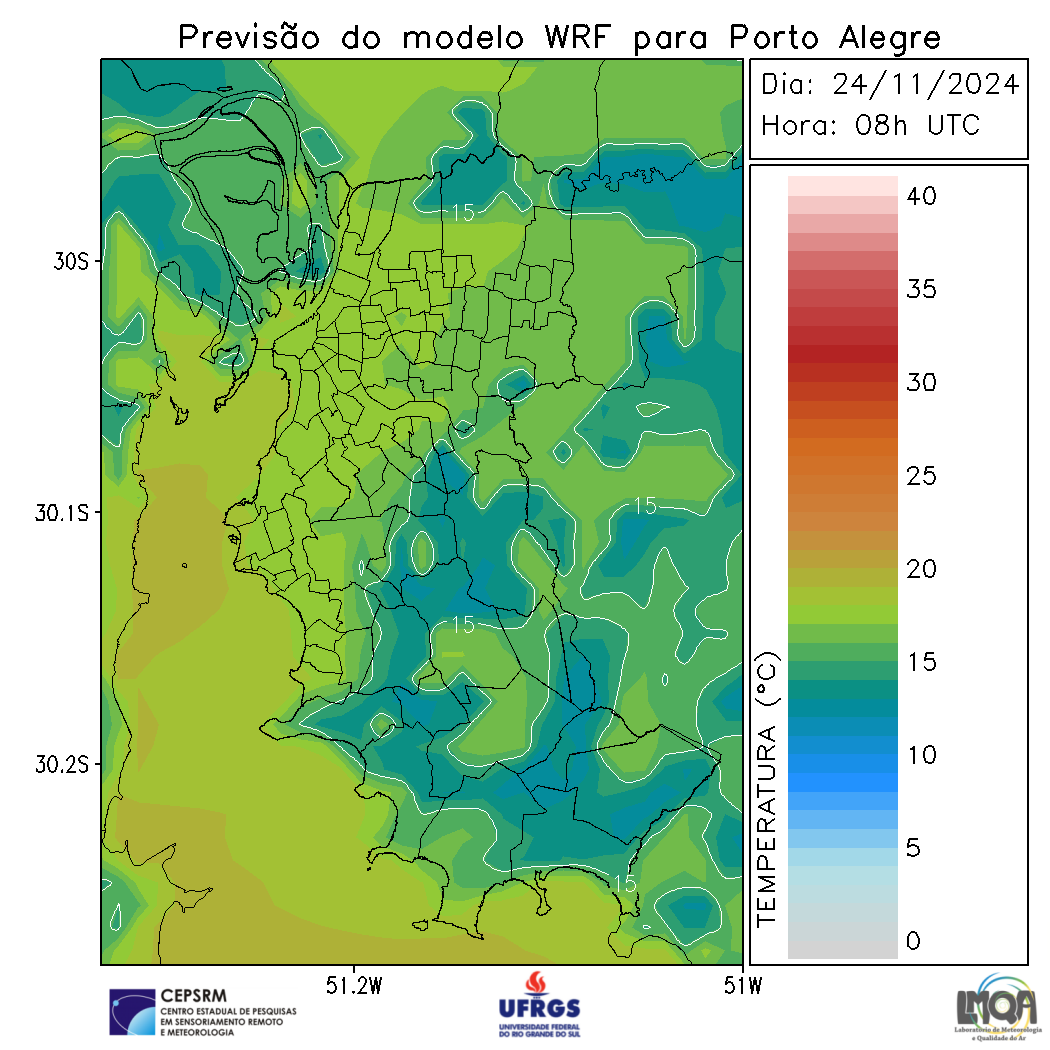 Previsão do modelo WRF para Porto Alegre
Dia: 24/11/2024
Hora: 08h UTC
30S
30.1S
30.2S
51.2W
51W
15
15
15
15
TEMPERATURA (°C)
40
35
30
25
20
15
10
5
0
CEPSRM
CENTRO ESTADUAL DE PESQUISAS
EM SENSORIAMENTO REMOTO
E METEOROLOGIA
UFRGS
UNIVERSIDADE FEDERAL
DO RIO GRANDE DO SUL
LMQA
Laboratório de Meteorologia
e Qualidade do Ar